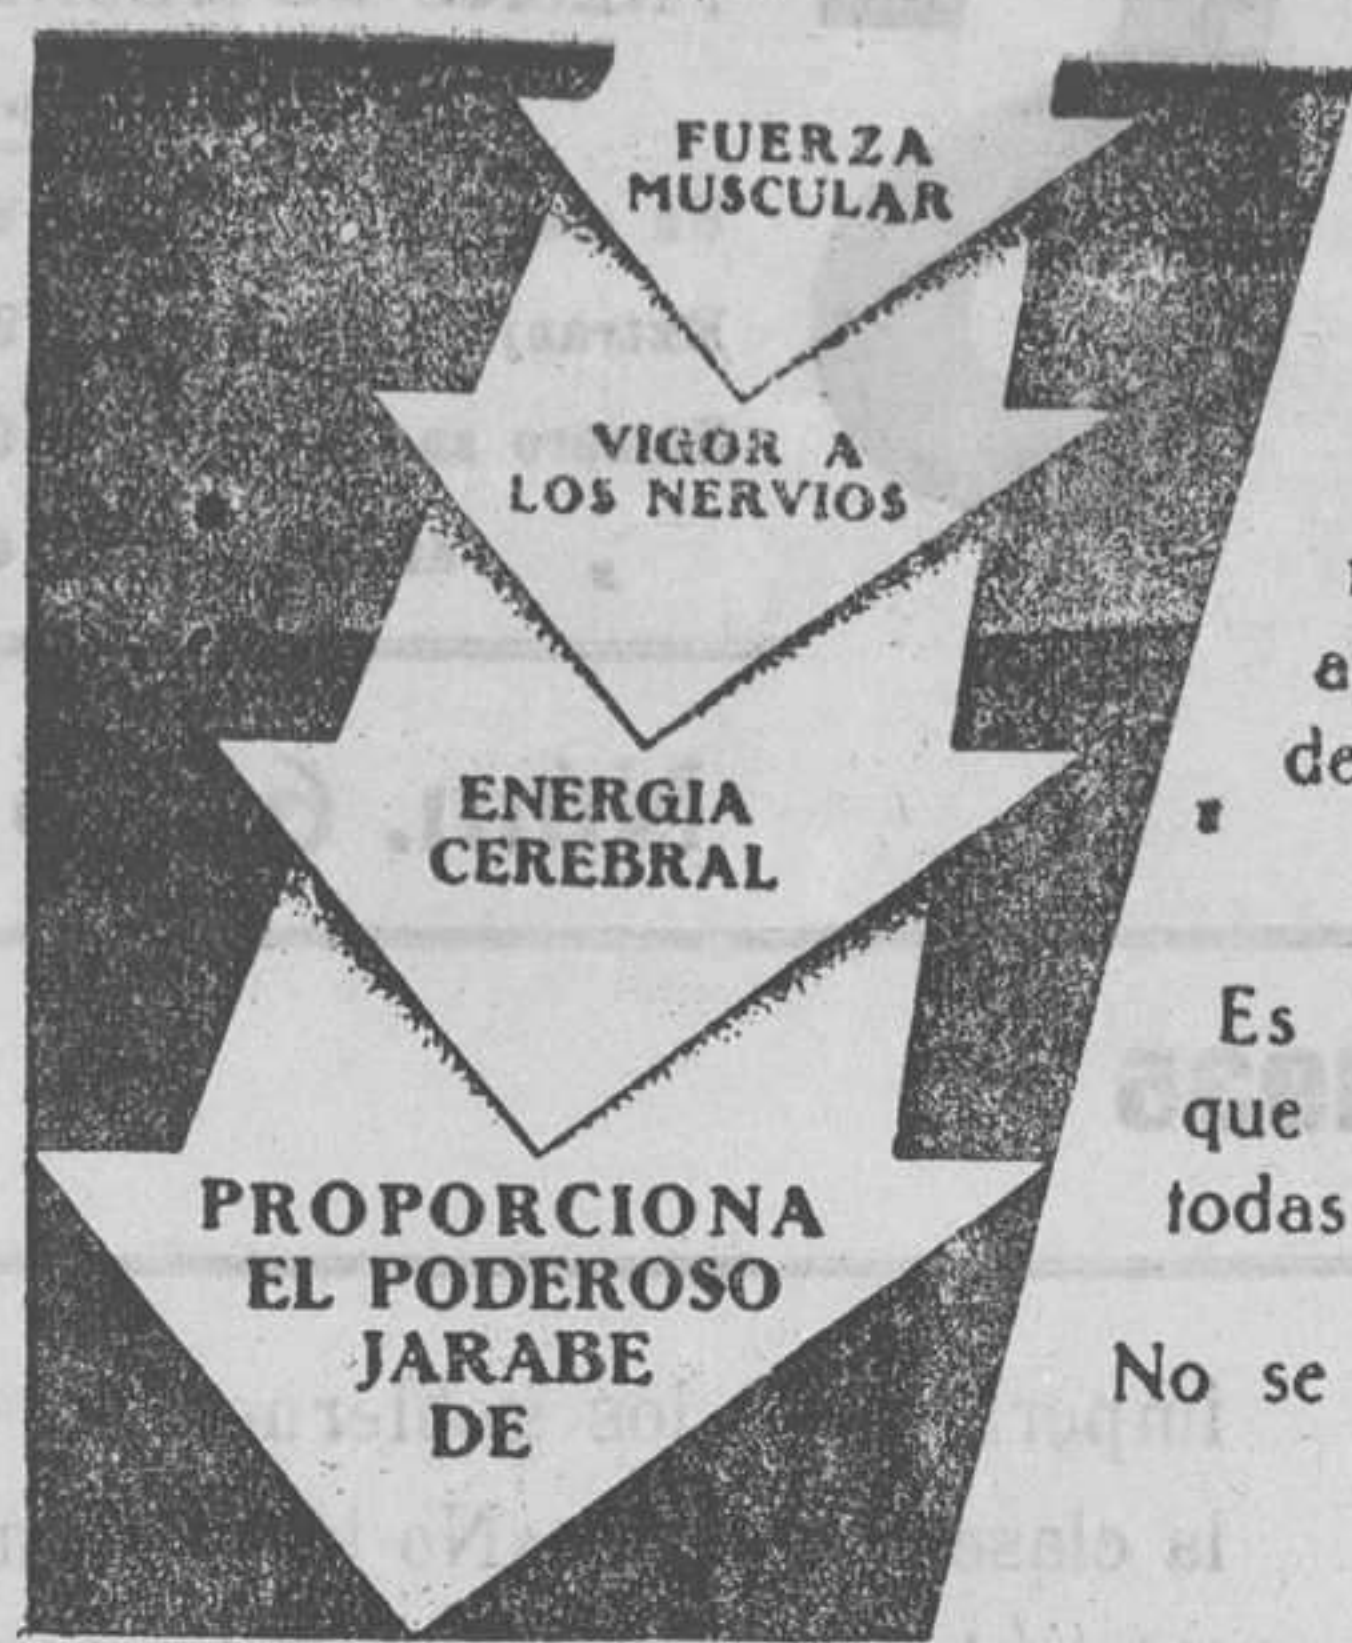 FUERZA
MUSCULAR
VIGOR A
LOS NERVIOS
ENERGIA
CEREBRAL
PROPORCIONA
EL PODEROSO
JARABE
DE
a
de
Es
que
todas
No se